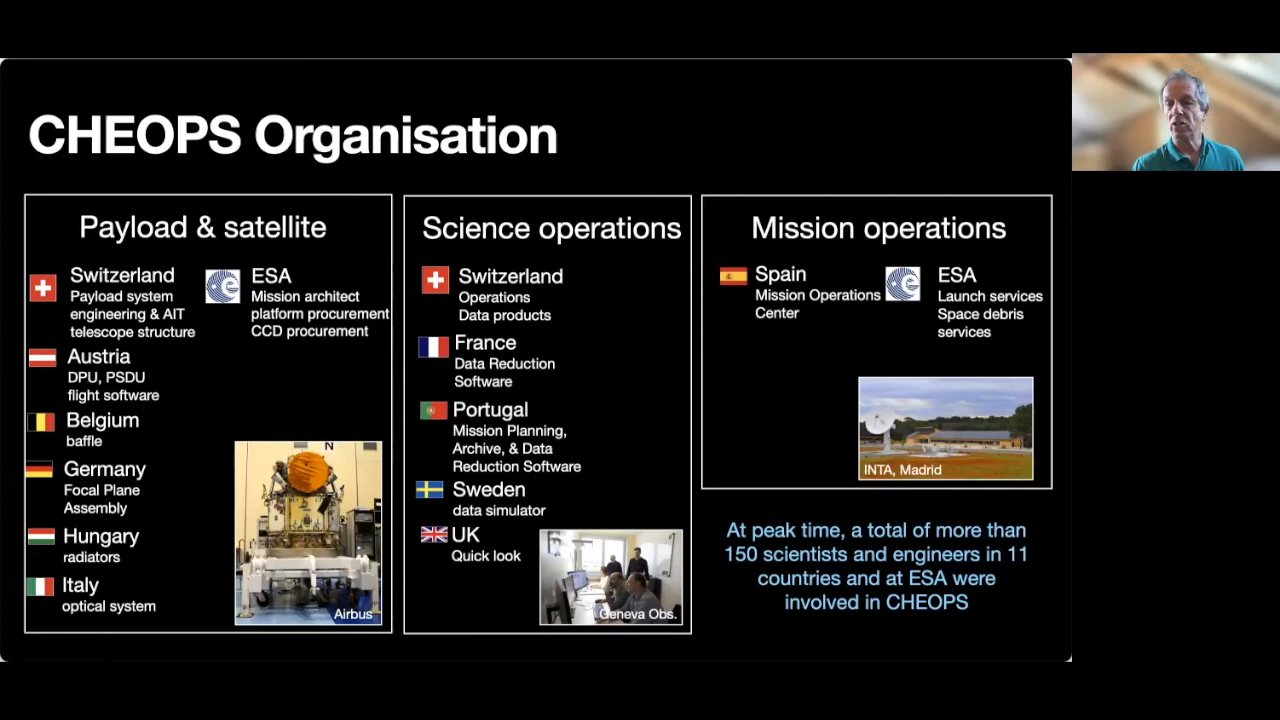 CHEOPS Organisation
Payload & satellite
Switzerland
Payload system
engineering & AIT
telescope structure
ESA
Mission architect
platform procurement
CCD procurement
Austria
DPU, PSDU
flight software
Belgium
baffle
Germany
Focal Plane
Assembly
Hungary
radiators
Italy
optical system
N
Airbus
Science operations
Switzerland
Operations
Data products
France
Data Reduction
Software
Portugal
Mission Planning,
Archive, & Data
Reduction Software
Sweden
data simulator
UK
Quick look
Geneva Obs.
Mission operations
Spain
Mission Operations
Center
ESA
Launch services
Space debris
services
INTA, Madrid
At peak time, a total of more than
150 scientists and engineers in 11
countries and at ESA were
involved in CHEOPS